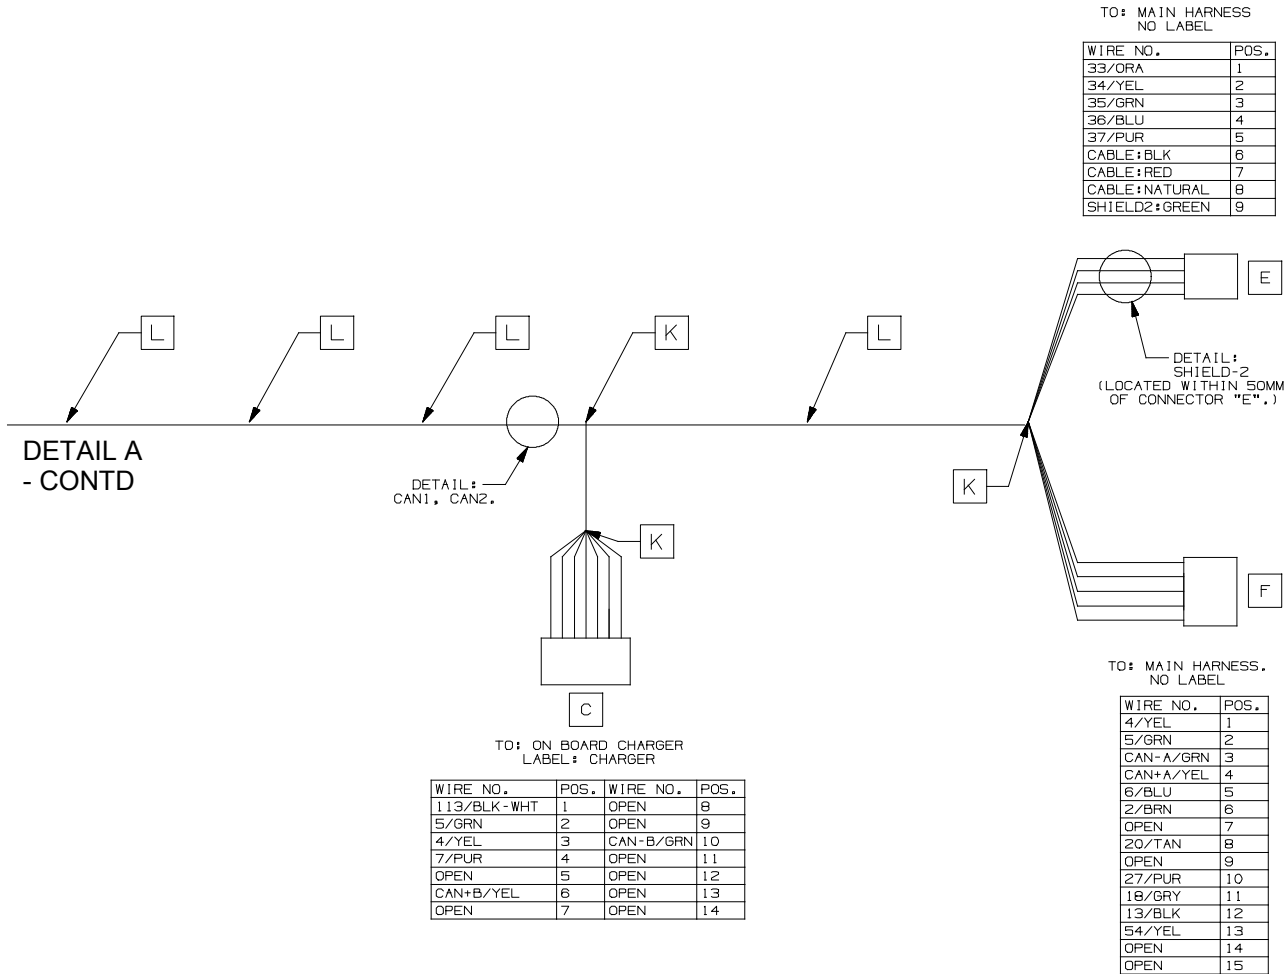 TO: MAIN HARNESS
NO LABEL
WIRE NO. POS.
33/ORA 1
34/YEL 2
35/GRN 3
36/BLU 4
37/PUR 5
CABLE:BLK 6
CABLE:RED 7
CABLE:NATURAL 8
SHIELD2:GREEN 9
E
L
L
L
K
L
DETAIL:
SHIELD-2
(LOCATED WITHIN 50MM
OF CONNECTOR "E".)
DETAIL A
- CONTD
DETAIL:
CAN1, CAN2.
K
K
F
C
TO: ON BOARD CHARGER
LABEL: CHARGER
WIRE NO. POS. WIRE NO. POS.
113/BLK-WHT 1 OPEN 8
5/GRN 2 OPEN 9
4/YEL 3 CAN-B/GRN 10
7/PUR 4 OPEN 11
OPEN 5 OPEN 12
CAN+B/YEL 6 OPEN 13
OPEN 7 OPEN 14
TO: MAIN HARNESS.
NO LABEL
WIRE NO. POS.
4/YEL 1
5/GRN 2
CAN-A/GRN 3
CAN+A/YEL 4
6/BLU 5
2/BRN 6
OPEN 7
20/TAN 8
OPEN 9
27/PUR 10
18/GRY 11
13/BLK 12
54/YEL 13
OPEN 14
OPEN 15